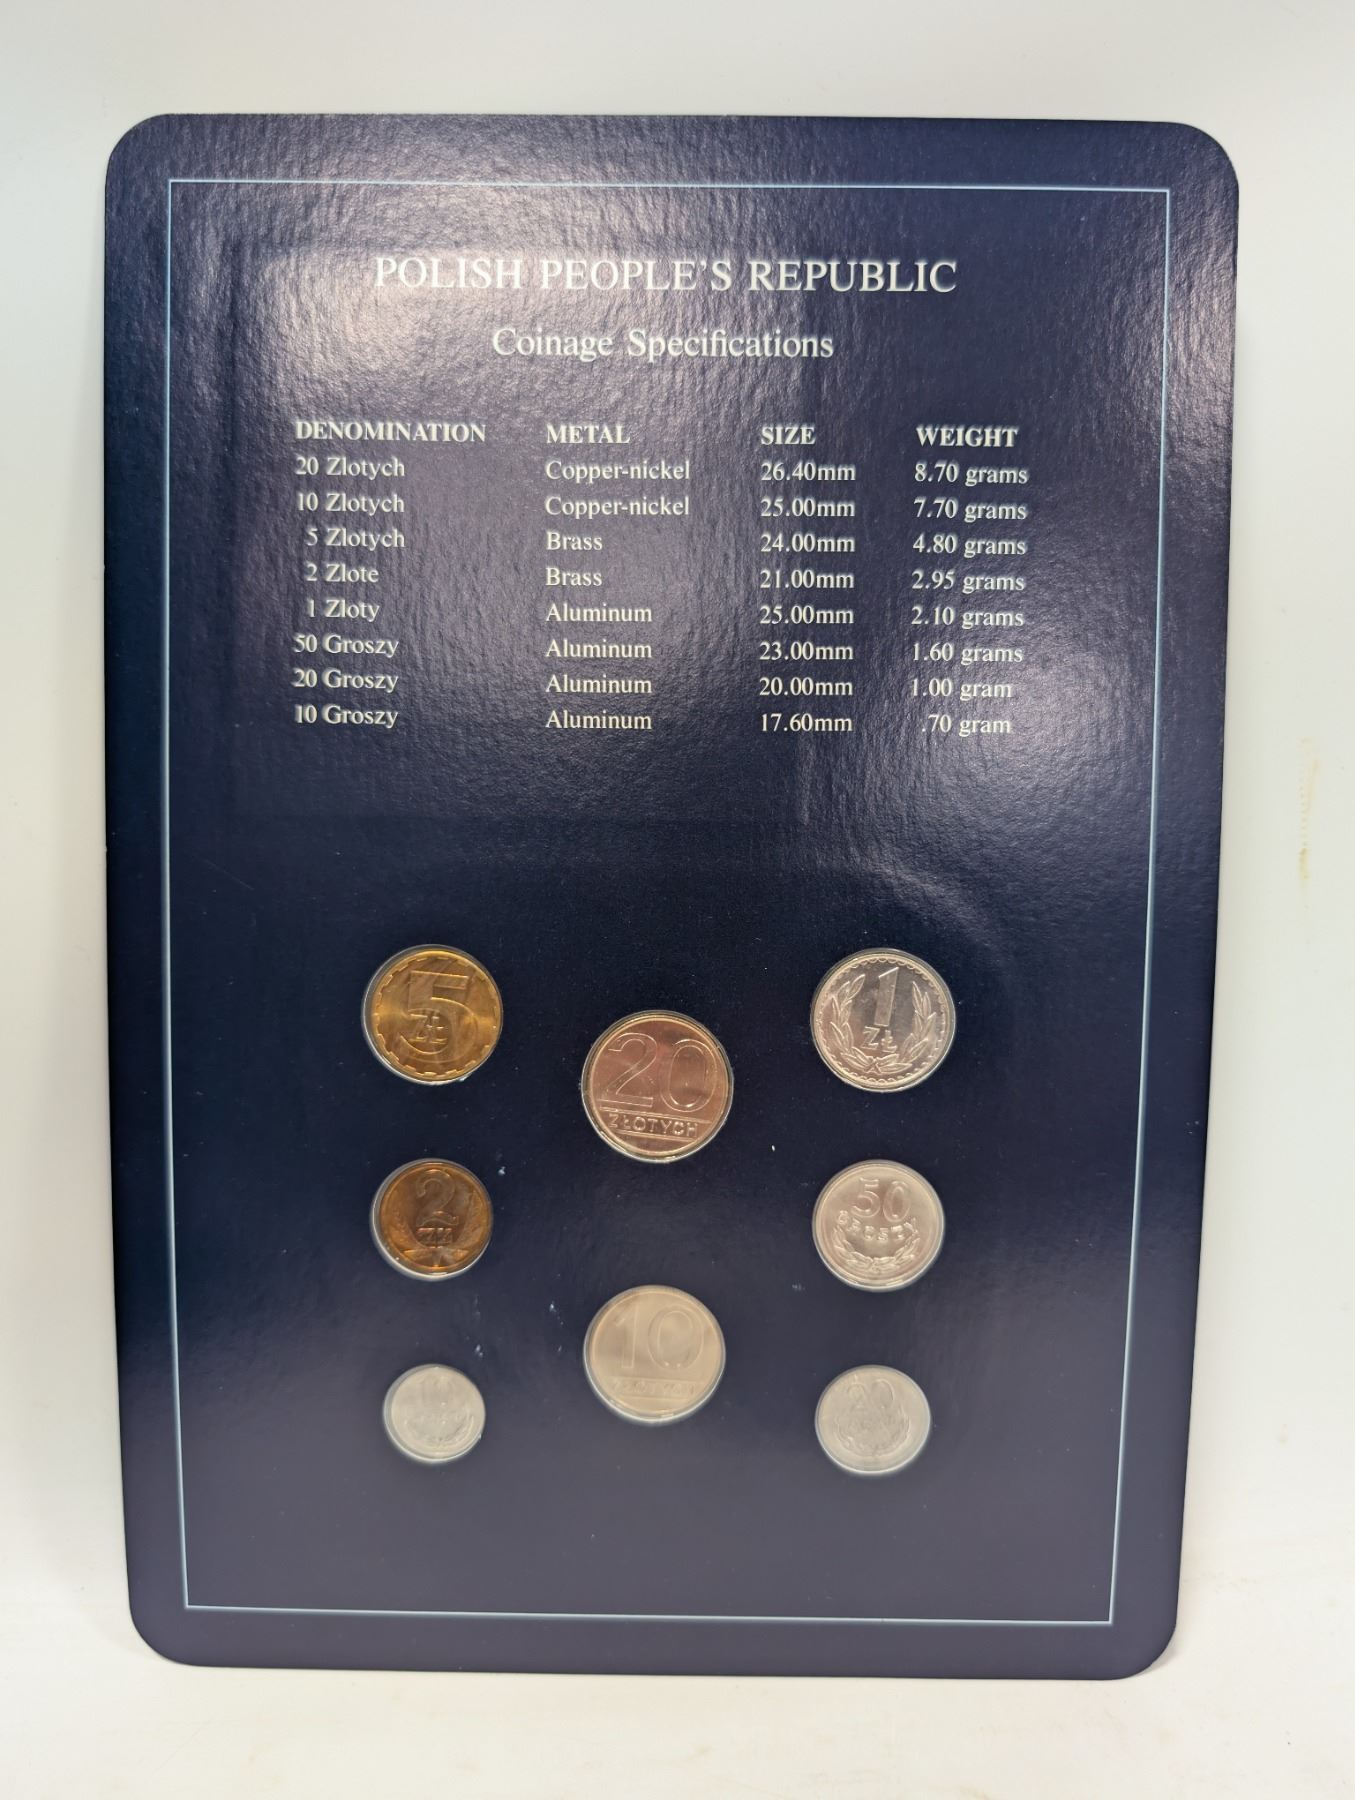 POLISH PEOPLE'S REPUBLIC
Coinage Specifications
DENOMINATION METAL SIZE WEIGHT
20 Zlotych Copper-nickel 26.40mm 8.70 grams
10 Zlotych Copper-nickel 25.00mm 7.70 grams
5 Zlotych Brass 24.00mm 4.80 grams
2 Zlote Brass 21.00mm 2.95 grams
1 Zloty Aluminum 25.00mm 2.10 grams
50 Groszy Aluminum 23.00mm 1.60 grams
20 Groszy Aluminum 20.00mm 1.00 gram
10 Groszy Aluminum 17.60mm .70 gram
5
ZŁ
20
ZŁOTYCH
1
ZŁ
2
50
GROSZY
10
ZŁOTYCH
10
20